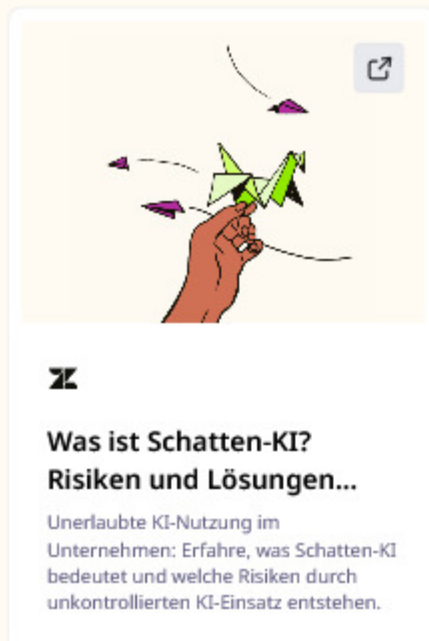 Was ist Schatten-KI?
Risiken und Lösungen...
Unerlaubte KI-Nutzung im
Unternehmen: Erfahre, was Schatten-KI
bedeutet und welche Risiken durch
unkontrollierten KI-Einsatz entstehen.